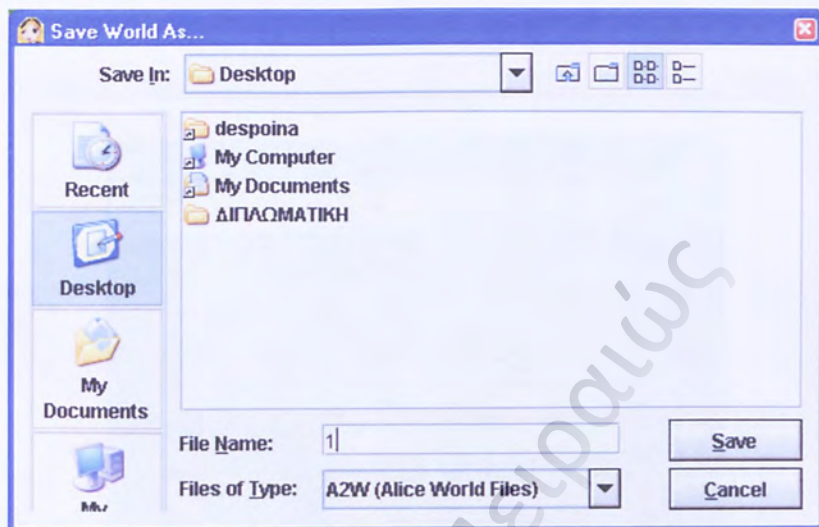 Save World As...
Save In: Desktop
Recent
Desktop
My Documents
My
despoina
My Computer
My Documents
ΔΙΠΛΩΜΑΤΙΚΗ
File Name: 1
Save
Files of Type: A2W (Alice World Files)
Cancel